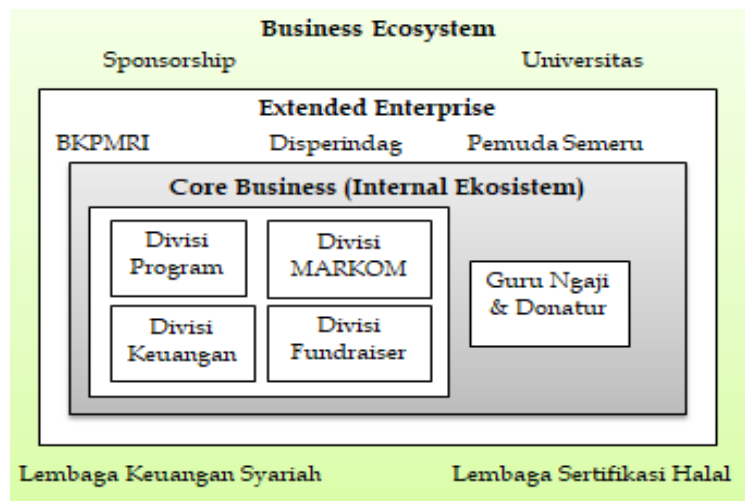 Business Ecosystem
Sponsorship Universitas
Extended Enterprise
BKPMRI Disperindag Pemuda Semeru
Core Business (Internal Ekosistem)
Divisi
Program
Divisi
MARKOM
Guru Ngaji
& Donatur
Divisi
Keuangan
Divisi
Fundraiser
Lembaga Keuangan Syariah Lembaga Sertifikasi Halal